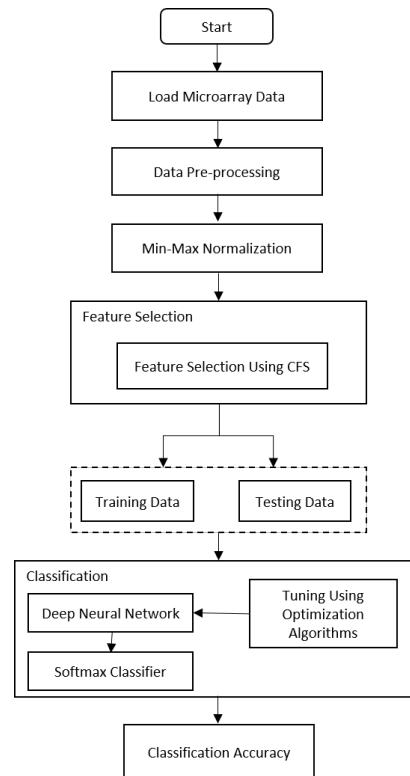 Start
Load Microarray Data
Data Pre-processing
Min-Max Normalization
Feature Selection
Feature Selection Using CFS
Training Data
Testing Data
Classification
Deep Neural Network
Tuning Using
Optimization
Algorithms
Softmax Classifier
Classification Accuracy